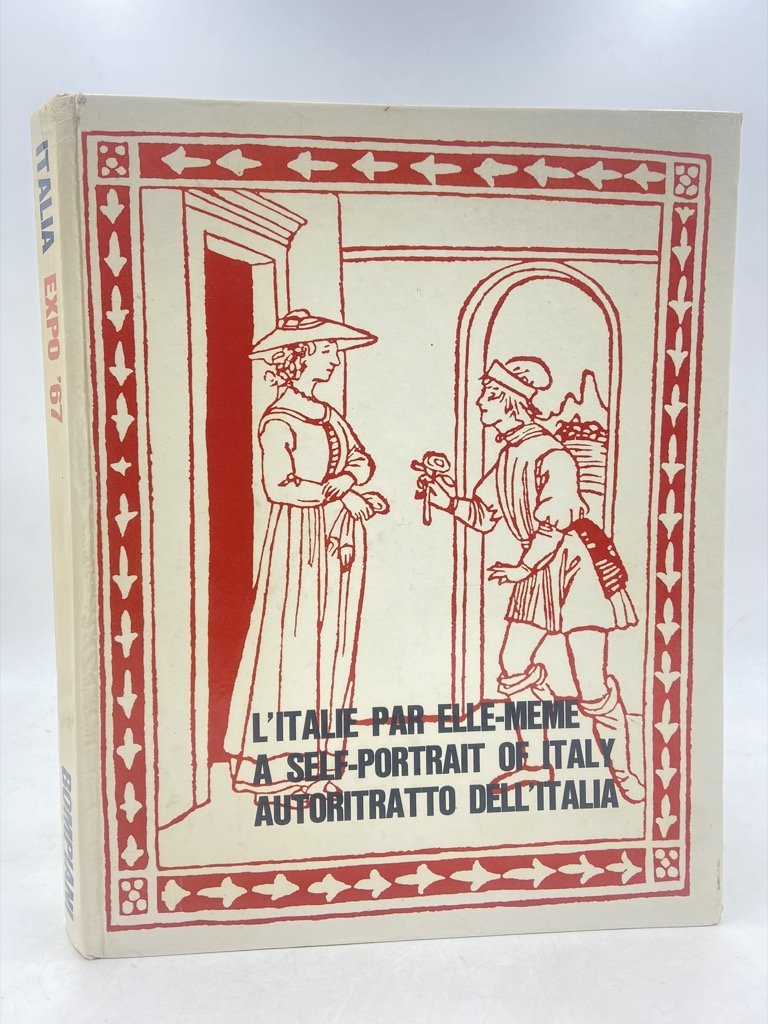 ITALIA EXPO '67 BOMPIANI
L'ITALIE PAR ELLE-MEME
A SELF-PORTRAIT OF ITALY
AUTORITRATTO DELL'ITALIA